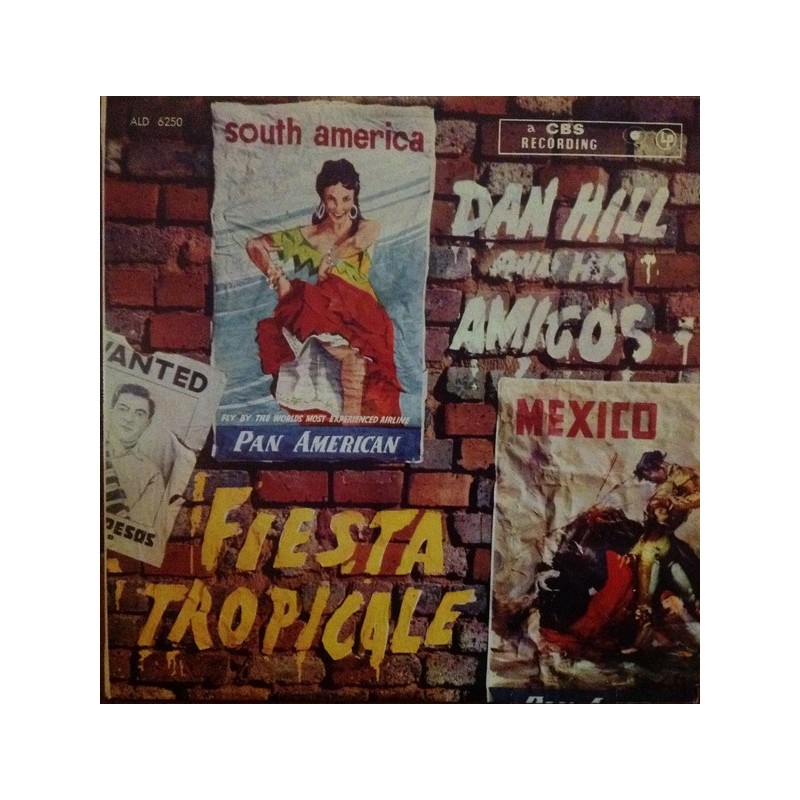 ALD 6250
south america
a CBS
RECORDING
LP
DAN HILL
AND HIS
AMIGOS
WANTED
PESOS
FLY BY THE WORLDS MOST EXPERIENCED AIRLINE
PAN AMERICAN
MEXICO
FIESTA
TROPICALE